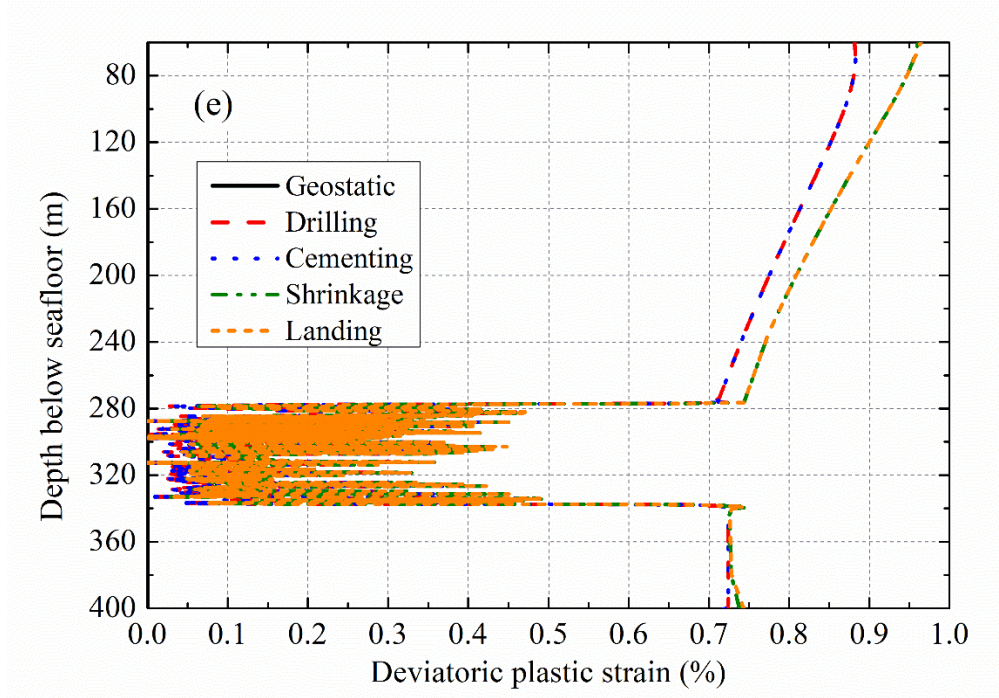 (e)
Geostatic
Drilling
Cementing
Shrinkage
Landing
Depth below seafloor (m)
80
120
160
200
240
280
320
360
400
0.0 0.1 0.2 0.3 0.4 0.5 0.6 0.7 0.8 0.9 1.0
Deviatoric plastic strain (%)